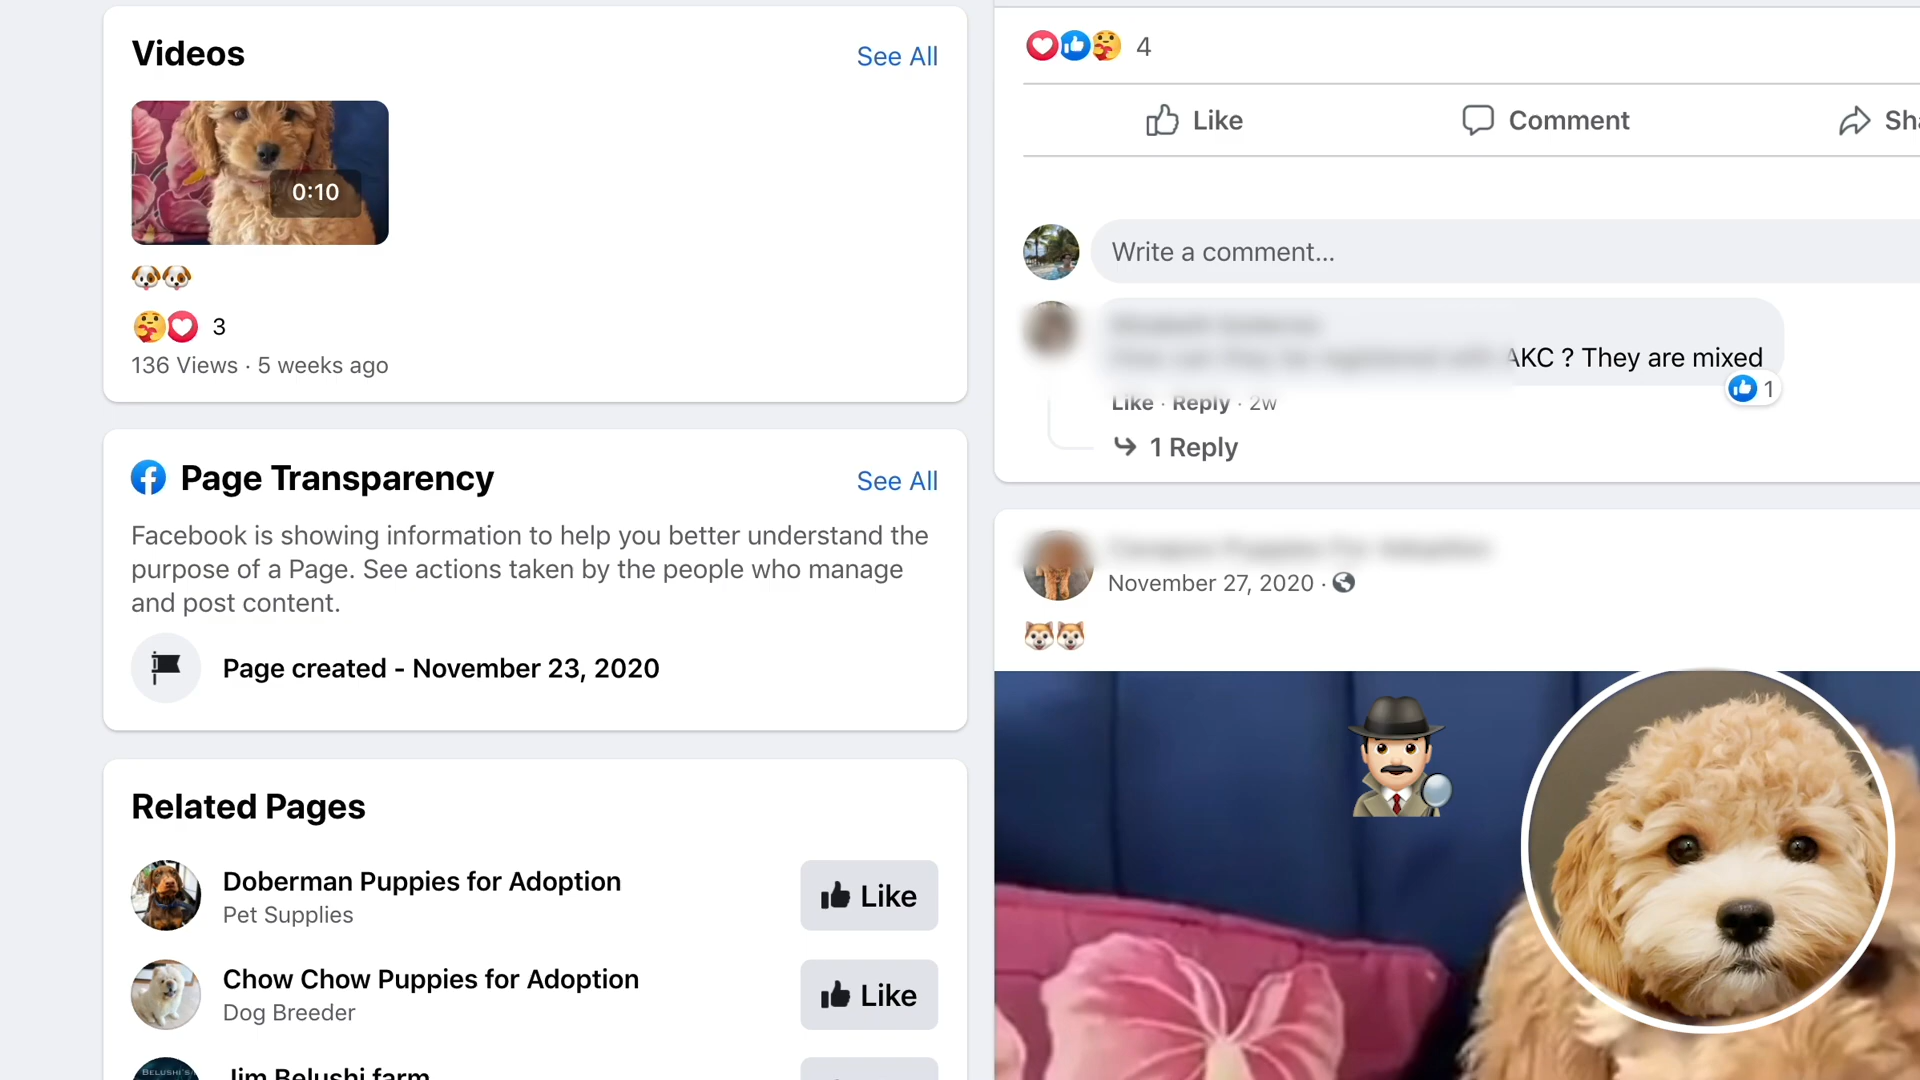 Videos
See All
0:10
3
136 Views · 5 weeks ago
Page Transparency
See All
Facebook is showing information to help you better understand the
purpose of a Page. See actions taken by the people who manage
and post content.
Page created - November 23, 2020
Related Pages
Doberman Puppies for Adoption
Pet Supplies
Like
Chow Chow Puppies for Adoption
Dog Breeder
Like
BELUSHI'S
Jim Belushi farm
4
Like
Comment
Sha
Write a comment...
AKC ? They are mixed
1
Like · Reply · 2w
1 Reply
November 27, 2020 ·